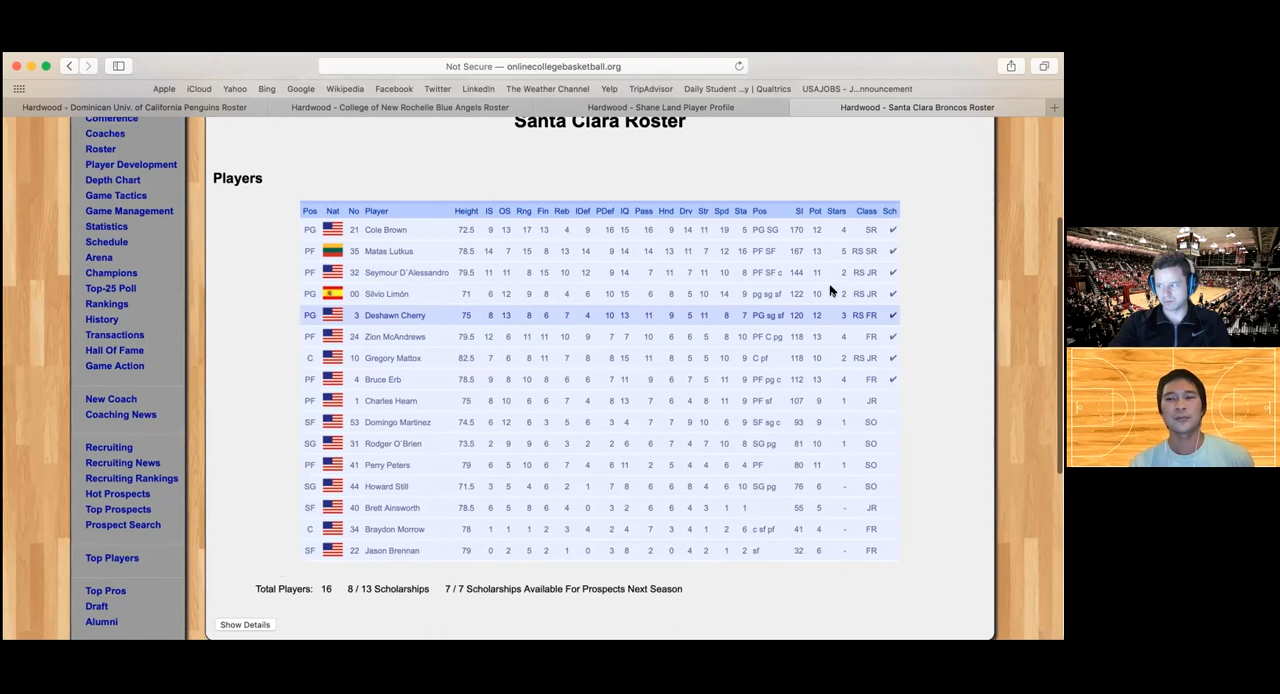 Not Secure — onlinecollegebasketball.org
Apple iCloud Yahoo Bing Google Wikipedia Facebook Twitter LinkedIn The Weather Channel Yelp TripAdvisor Daily Student ...y | Qualtrics USAJOBS - J...nnouncement
Hardwood - Dominican Univ. of California Penguins Roster Hardwood - College of New Rochelle Blue Angels Roster Hardwood - Shane Land Player Profile Hardwood - Santa Clara Broncos Roster
Conference
Coaches
Roster
Player Development
Depth Chart
Game Tactics
Game Management
Statistics
Schedule
Arena
Champions
Top-25 Poll
Rankings
History
Transactions
Hall Of Fame
Game Action
New Coach
Coaching News
Recruiting
Recruiting News
Recruiting Rankings
Hot Prospects
Top Prospects
Prospect Search
Top Players
Top Pros
Draft
Alumni
Santa Clara Roster
Players
Pos Nat No Player Height IS OS Rng Fin Reb IDef PDef IQ Pass Hnd Drv Str Spd Sta Pos SI Pot Stars Class Sch
PG 21 Cole Brown 72.5 9 13 17 13 4 9 16 15 16 9 14 11 19 5 PG SG 170 12 4 SR ✔
PF 35 Matas Lutkus 78.5 14 7 15 8 13 14 9 14 14 13 11 7 12 16 PF SF 167 13 5 RS SR ✔
PF 32 Seymour D`Alessandro 79.5 11 11 8 15 10 12 9 14 7 11 7 11 10 8 PF SF c 144 11 2 RS JR ✔
PG 00 Silvio Limón 71 6 12 9 8 4 6 10 15 6 8 5 10 14 9 pg sg sf 122 10 2 RS JR ✔
PG 3 Deshawn Cherry 75 8 13 8 6 7 4 10 13 11 9 5 11 8 7 PG sg sf 120 12 3 RS FR ✔
PF 24 Zion McAndrews 79.5 12 6 11 9 10 9 7 7 10 6 6 5 8 10 PF C pg 118 13 4 FR ✔
C 10 Gregory Mattox 82.5 7 6 8 11 7 8 8 15 11 8 5 5 10 9 C pf 118 10 2 RS JR ✔
PF 4 Bruce Erb 78.5 9 8 10 8 6 6 7 11 9 6 7 5 11 9 PF pg c 112 13 4 FR ✔
PF 1 Charles Hearn 75 8 10 6 6 7 4 8 13 7 6 4 8 11 9 PF sf 107 9 1 JR
SF 53 Domingo Martinez 74.5 6 12 6 3 5 6 3 4 7 7 9 10 6 9 SF sg c 93 9 1 SO
SG 31 Rodger O`Brien 73.5 2 9 9 6 3 2 2 6 6 7 4 7 10 8 SG pg 81 10 1 SO
PF 41 Perry Peters 79 6 5 10 6 7 4 6 11 2 5 4 4 6 4 PF 80 11 1 SO
SG 44 Howard Still 71.5 3 5 4 6 2 1 7 8 6 6 8 4 6 10 SG pg 76 6 - SO
SF 40 Brett Ainsworth 78.5 6 5 8 6 4 0 3 2 6 6 4 3 1 1 55 5 - JR
C 34 Braydon Morrow 78 1 1 1 2 3 4 2 4 7 3 4 1 2 6 c sf pf 41 4 - FR
SF 22 Jason Brennan 79 0 2 5 2 1 0 3 8 2 0 4 2 1 2 sf 32 6 - FR
Total Players: 16 8 / 13 Scholarships 7 / 7 Scholarships Available For Prospects Next Season
Show Details